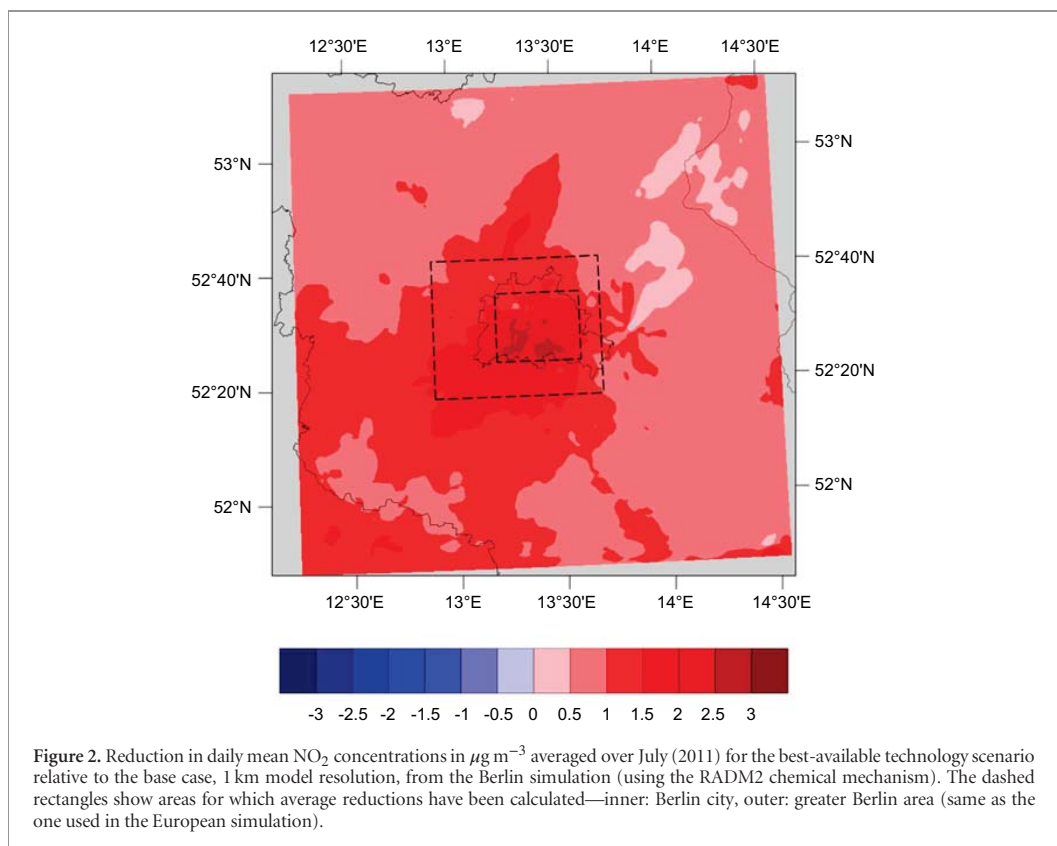 12°30'E 13°E 13°30'E 14°E 14°30'E
53°N 53°N
52°40'N 52°40'N
52°20'N 52°20'N
52°N 52°N
12°30'E 13°E 13°30'E 14°E 14°30'E
-3 -2.5 -2 -1.5 -1 -0.5 0 0.5 1 1.5 2 2.5 3
Figure 2. Reduction in daily mean NO₂ concentrations in μg m⁻³ averaged over July (2011) for the best-available technology scenario
relative to the base case, 1 km model resolution, from the Berlin simulation (using the RADM2 chemical mechanism). The dashed
rectangles show areas for which average reductions have been calculated—inner: Berlin city, outer: greater Berlin area (same as the
one used in the European simulation).